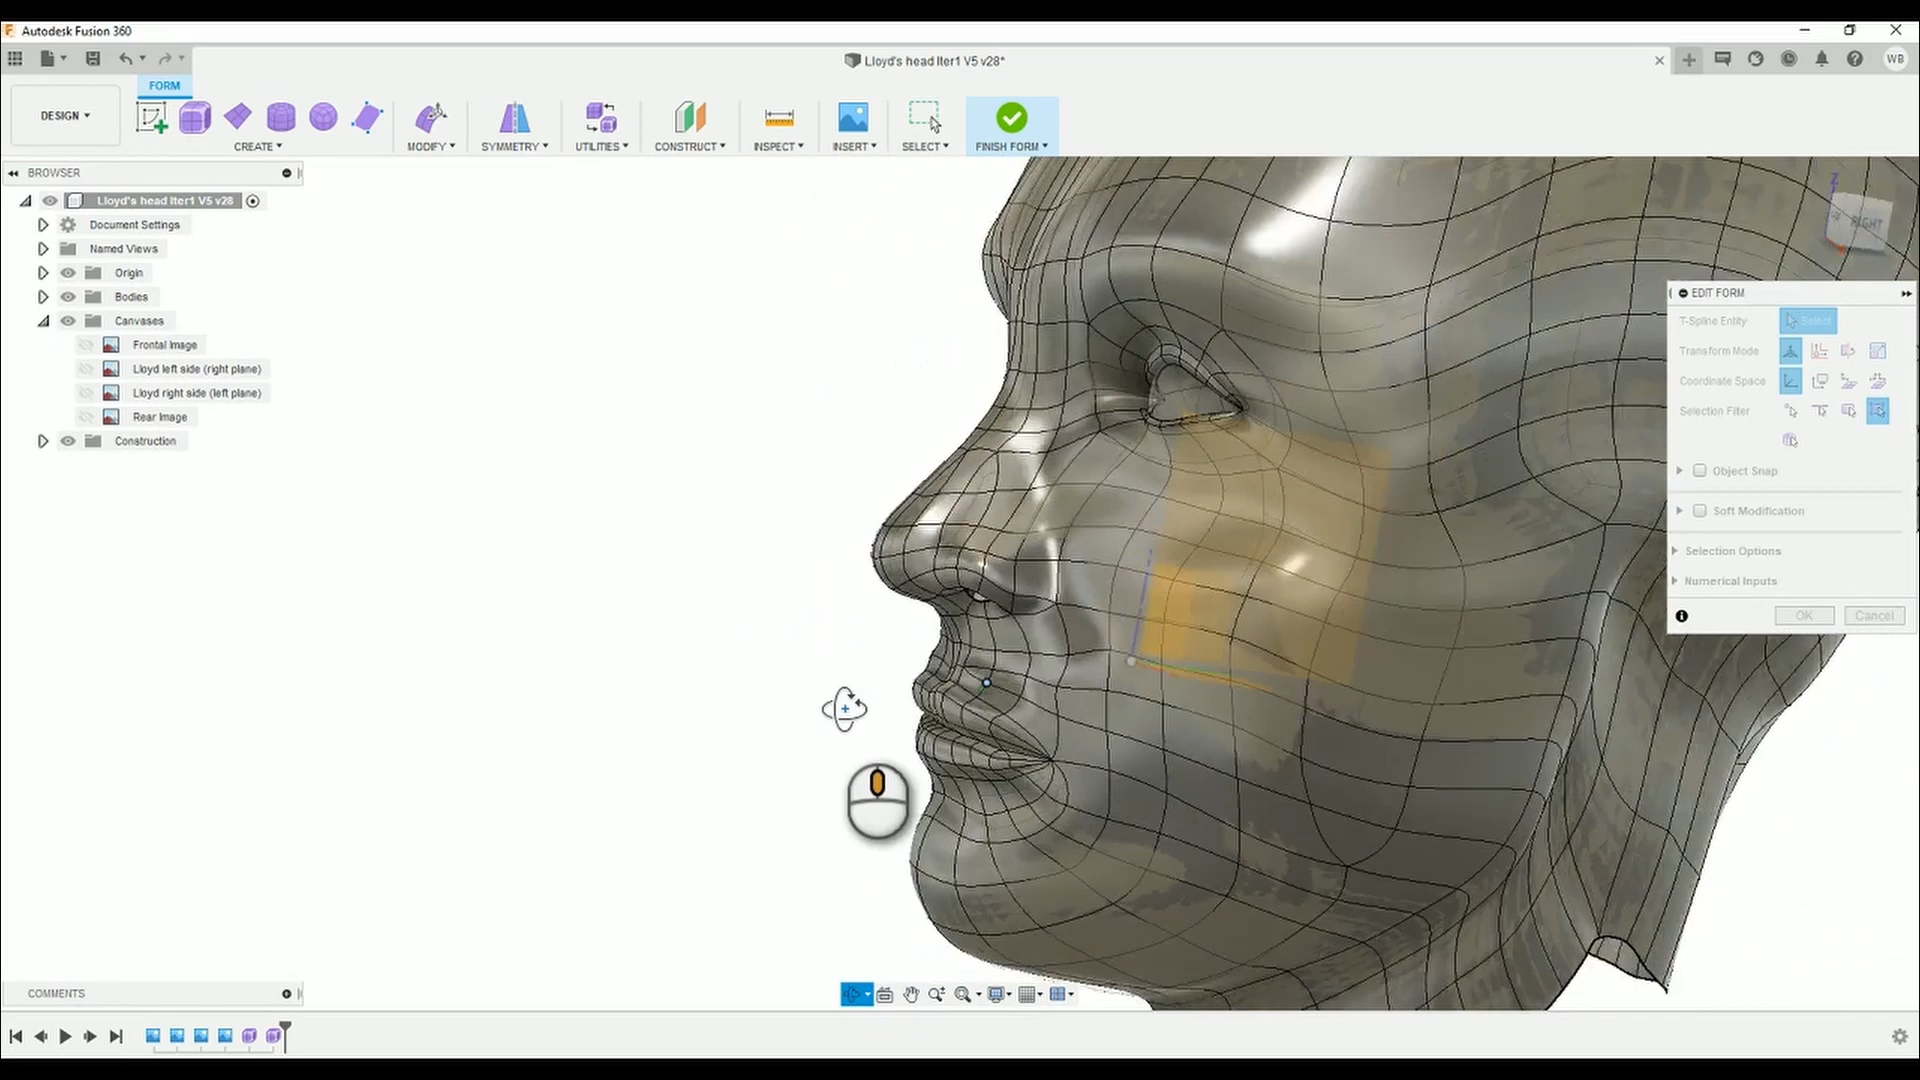 Autodesk Fusion 360
Lloyd's head Iter1 V5 v28*
WB
FORM
DESIGN
CREATE
MODIFY
SYMMETRY
UTILITIES
CONSTRUCT
INSPECT
INSERT
SELECT
FINISH FORM
BROWSER
Lloyd's head Iter1 V5 v28
Document Settings
Named Views
Origin
Bodies
Canvases
Frontal Image
Lloyd left side (right plane)
Lloyd right side (left plane)
Rear Image
Construction
Z
RIGHT
EDIT FORM
T-Spline Entity
Select
Transform Mode
Coordinate Space
Selection Filter
Object Snap
Soft Modification
Selection Options
Numerical Inputs
OK
Cancel
COMMENTS